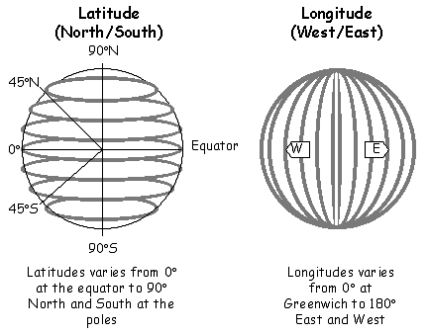 Latitude
(North/South)
90°N
45°N
0°
Equator
45°S
90°S
Latitudes varies from 0°
at the equator to 90°
North and South at the
poles
Longitude
(West/East)
W
E
Longitudes varies
from 0° at
Greenwich to 180°
East and West